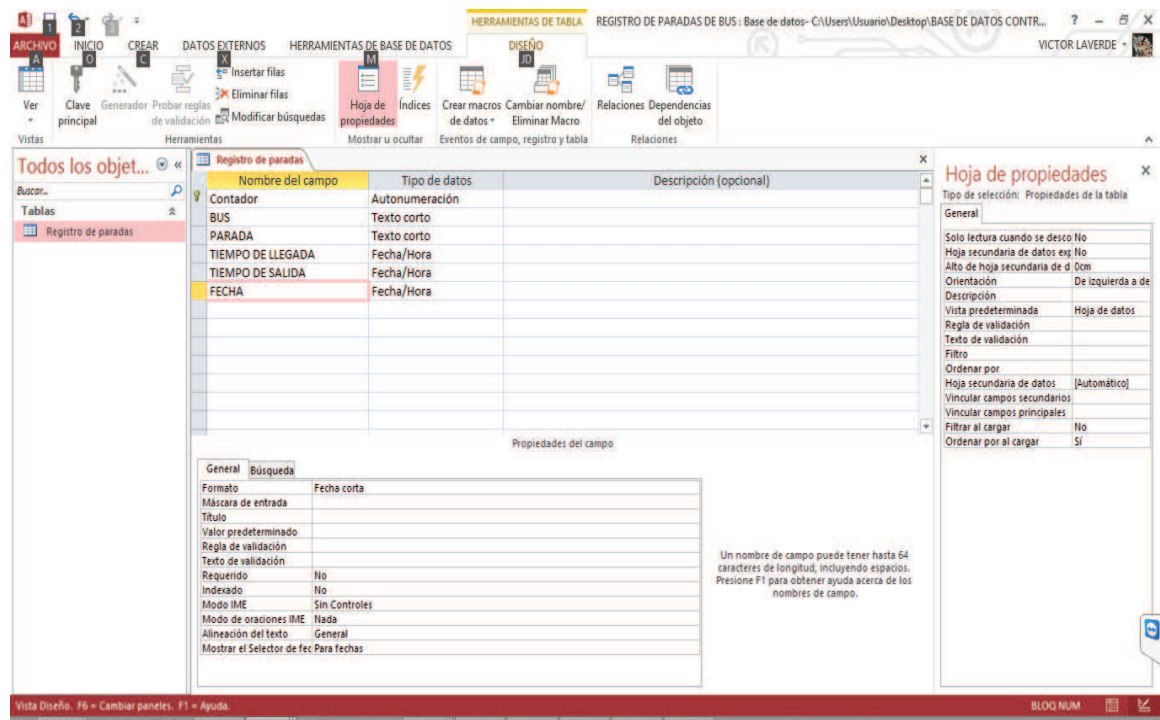 HERRAMIENTAS DE TABLA REGISTRO DE PARADAS DE BUS : Base de datos- C:\Users\Usuario\Desktop\BASE DE DATOS CONTR... ?
1 2 3
ARCHIVO INICIO CREAR DATOS EXTERNOS HERRAMIENTAS DE BASE DE DATOS DISEÑO VICTOR LAVERDE
A O C X M JD
Insertar filas
Eliminar filas
Modificar búsquedas
Ver Clave principal Generador Probar reglas de validación Hoja de propiedades Índices Crear macros de datos Cambiar nombre/ Eliminar Macro Relaciones Dependencias del objeto
Vistas Herramientas Mostrar u ocultar Eventos de campo, registro y tabla Relaciones
Todos los objet... «
Buscar...
Tablas
Registro de paradas
Registro de paradas
Nombre del campo Tipo de datos Descripción (opcional)
Contador Autonumeración
BUS Texto corto
PARADA Texto corto
TIEMPO DE LLEGADA Fecha/Hora
TIEMPO DE SALIDA Fecha/Hora
FECHA Fecha/Hora
Propiedades del campo
General Búsqueda
Formato Fecha corta
Máscara de entrada
Título
Valor predeterminado
Regla de validación
Texto de validación
Requerido No
Indexado No
Modo IME Sin Controles
Modo de oraciones IME Nada
Alineación del texto General
Mostrar el Selector de fec Para fechas
Un nombre de campo puede tener hasta 64
caracteres de longitud, incluyendo espacios.
Presione F1 para obtener ayuda acerca de los
nombres de campo.
Hoja de propiedades
Tipo de selección: Propiedades de la tabla
General
Solo lectura cuando se desco No
Hoja secundaria de datos exp No
Alto de hoja secundaria de d 0cm
Orientación De izquierda a de
Descripción
Vista predeterminada Hoja de datos
Regla de validación
Texto de validación
Filtro
Ordenar por
Hoja secundaria de datos [Automático]
Vincular campos secundarios
Vincular campos principales
Filtrar al cargar No
Ordenar por al cargar Sí
Vista Diseño. F6 = Cambiar paneles. F1 = Ayuda. BLOQ NUM